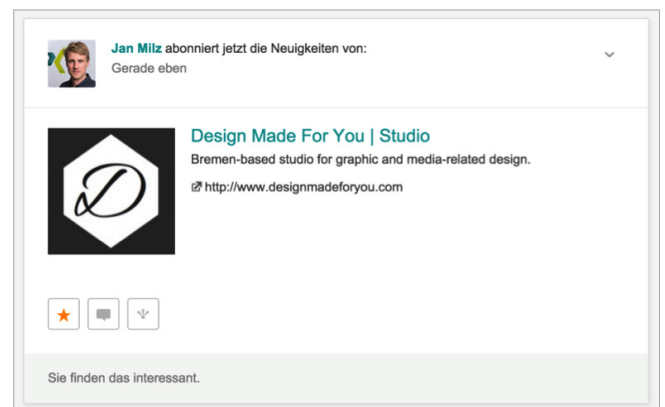 Jan Milz abonniert jetzt die Neuigkeiten von:
Gerade eben
D
Design Made For You | Studio
Bremen-based studio for graphic and media-related design.
http://www.designmadeforyou.com
Sie finden das interessant.